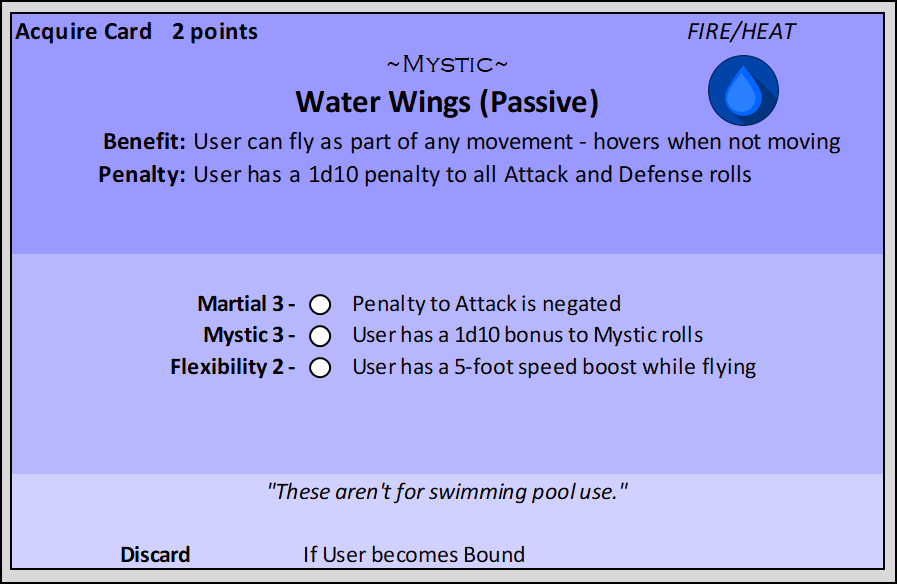 Acquire Card 2 points FIRE/HEAT
~Mystic~
Water Wings (Passive)
Benefit: User can fly as part of any movement - hovers when not moving
Penalty: User has a 1d10 penalty to all Attack and Defense rolls
Martial 3 - Penalty to Attack is negated
Mystic 3 - User has a 1d10 bonus to Mystic rolls
Flexibility 2 - User has a 5-foot speed boost while flying
"These aren't for swimming pool use."
Discard If User becomes Bound